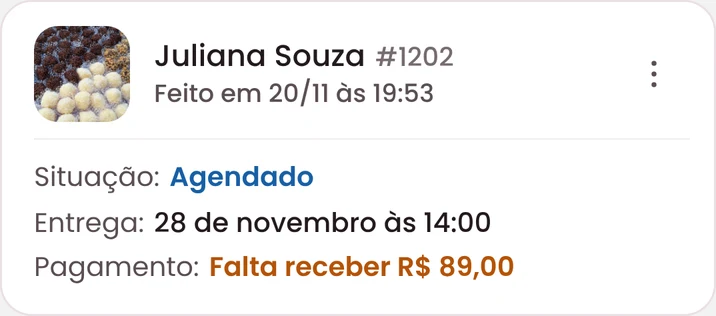 Juliana Souza #1202
Feito em 20/11 às 19:53
Situação: Agendado
Entrega: 28 de novembro às 14:00
Pagamento: Falta receber R$ 89,00